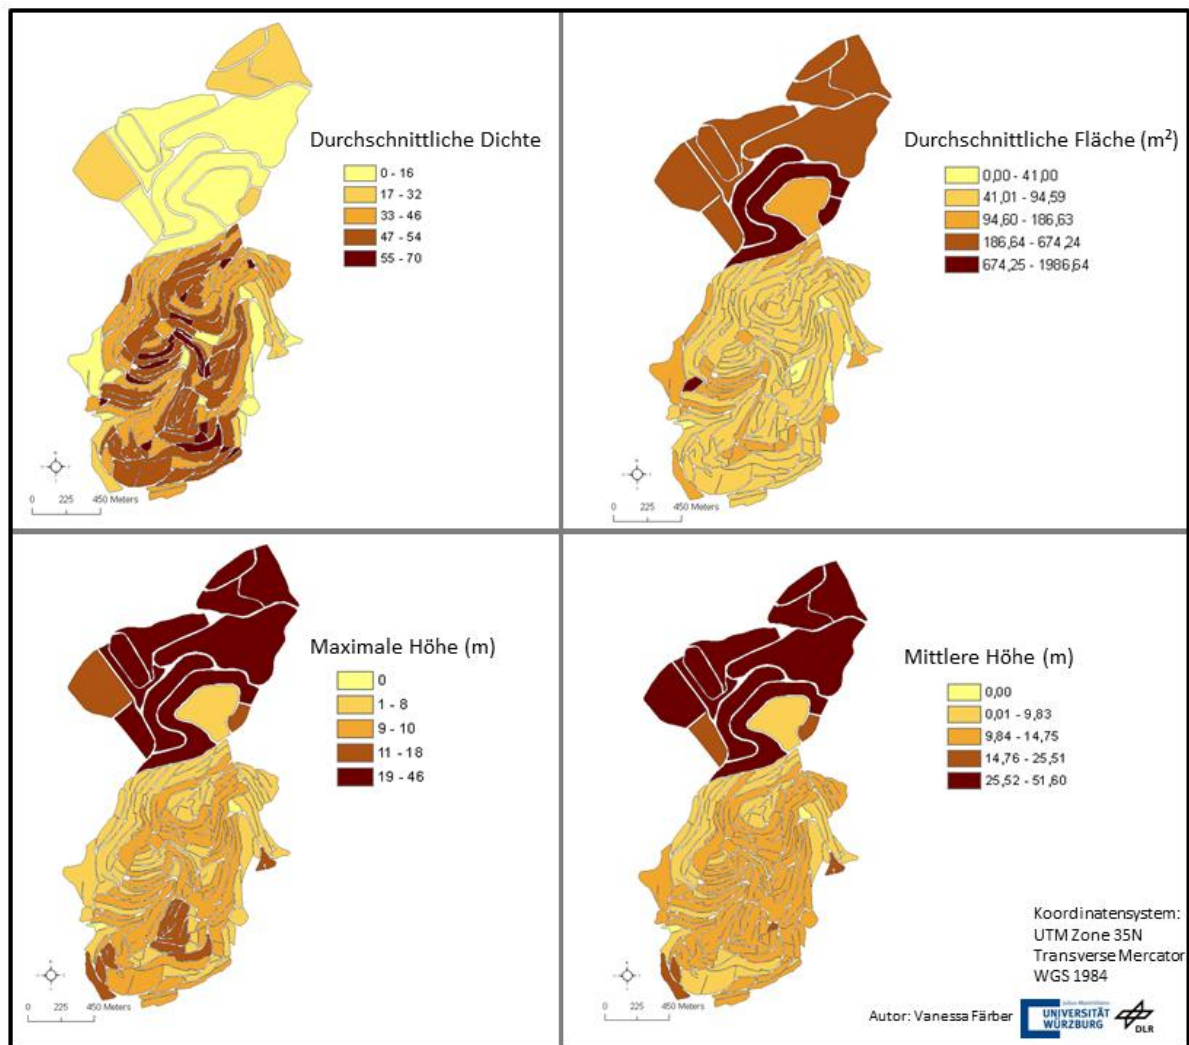 Durchschnittliche Dichte
0 - 16
17 - 32
33 - 46
47 - 54
55 - 70
0 225 450 Meters
Durchschnittliche Fläche (m²)
0,00 - 41,00
41,01 - 94,59
94,60 - 186,63
186,64 - 674,24
674,25 - 1986,64
0 225 450 Meters
Maximale Höhe (m)
0
1 - 8
9 - 10
11 - 18
19 - 46
0 225 450 Meters
Mittlere Höhe (m)
0,00
0,01 - 9,83
9,84 - 14,75
14,76 - 25,51
25,52 - 51,60
0 225 450 Meters
Koordinatensystem:
UTM Zone 35N
Transverse Mercator
WGS 1984
Autor: Vanessa Färber
Julius-Maximilians-
UNIVERSITÄT
WÜRZBURG
DLR